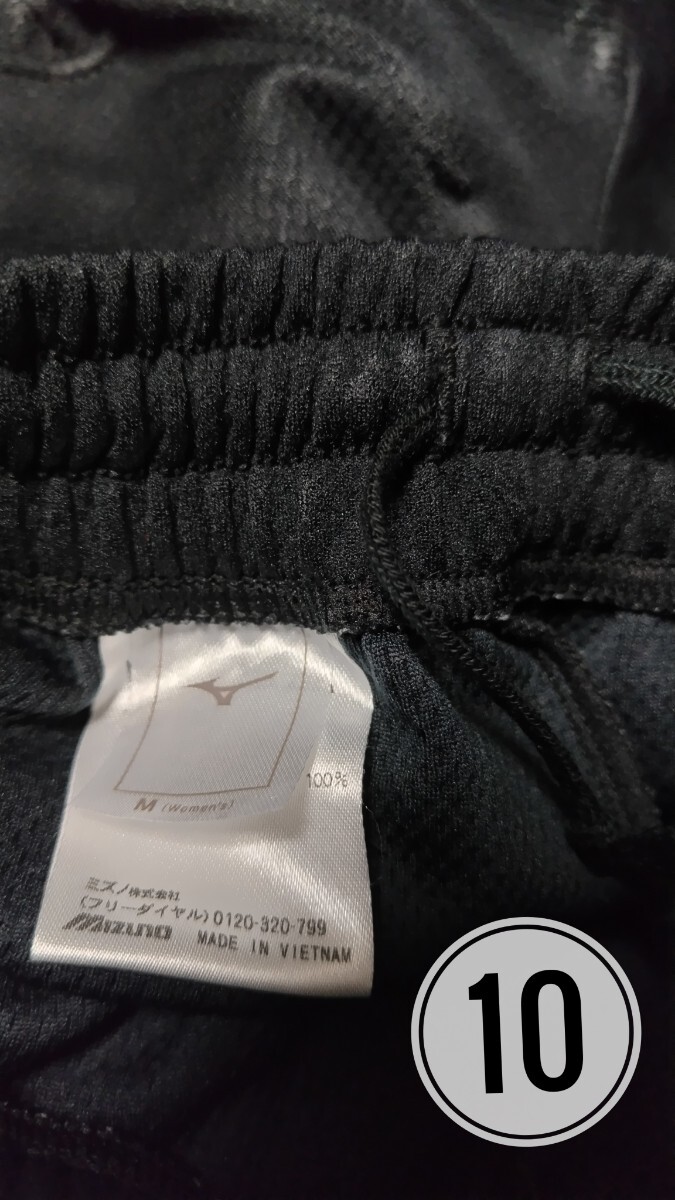 100%
M (Women's)
ミズノ株式会社
(フリーダイヤル)0120-320-799
Mizuno MADE IN VIETNAM
10